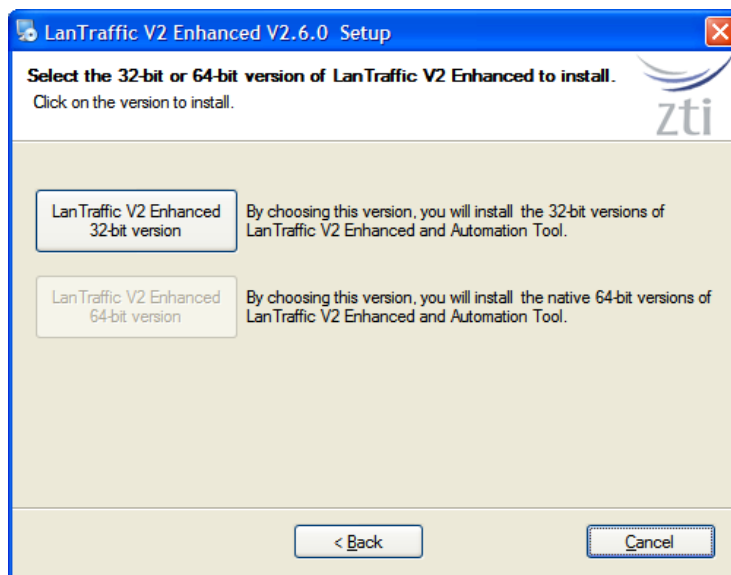 LanTraffic V2 Enhanced V2.6.0 Setup
Select the 32-bit or 64-bit version of LanTraffic V2 Enhanced to install.
Click on the version to install.
zti
LanTraffic V2 Enhanced
32-bit version
By choosing this version, you will install the 32-bit versions of
LanTraffic V2 Enhanced and Automation Tool.
LanTraffic V2 Enhanced
64-bit version
By choosing this version, you will install the native 64-bit versions of
LanTraffic V2 Enhanced and Automation Tool.
< Back
Cancel